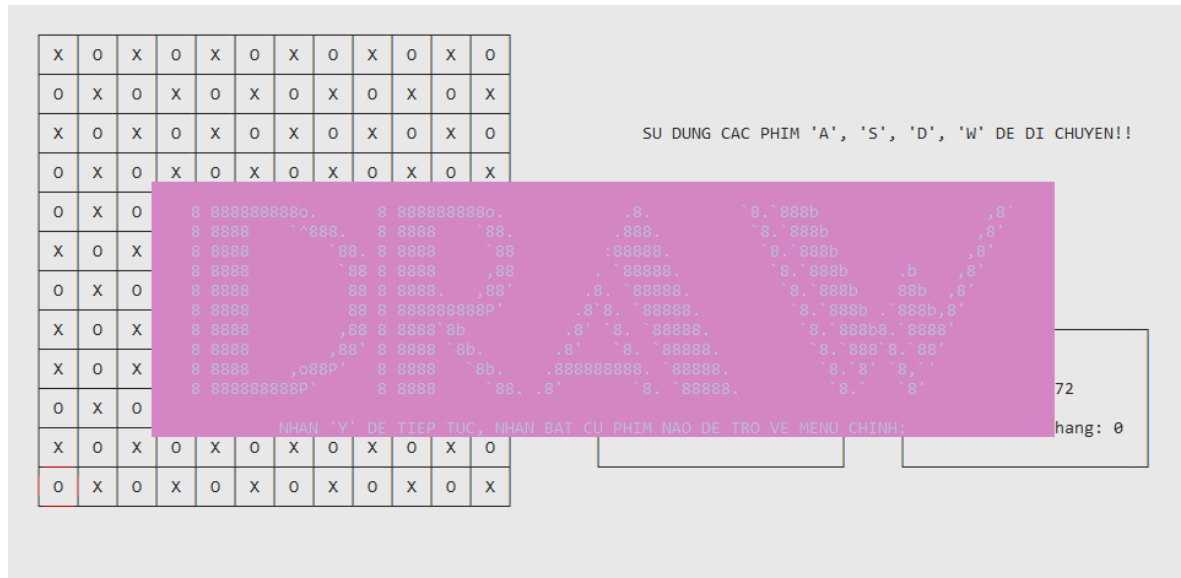 X O X O X O X O X O X O
O X O X O X O X O X O X
X O X O X O X O X O X O
SU DUNG CAC PHIM 'A', 'S', 'D', 'W' DE DI CHUYEN!!
O X O X O X O X O X O X
O X O
X O X
O X O
X O X
X O X
O X O
DRAW
72
NHAN 'Y' DE TIEP TUC, NHAN BAT CU PHIM NAO DE TRO VE MENU CHINH:
hang: 0
X O X O X O X O X O X O
O X O X O X O X O X O X